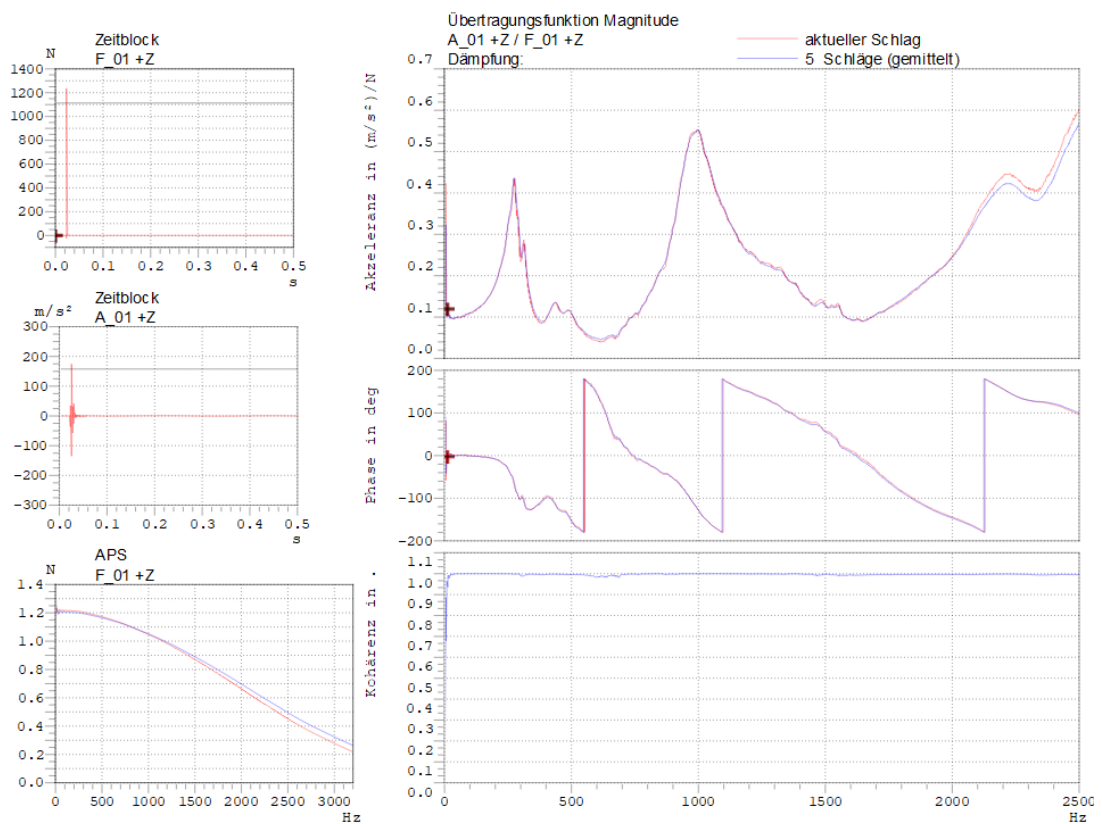 Zeitblock
F_01 +Z
N
1400
1300
1200
1100
1000
900
800
700
600
500
400
200
0
0.0 0.1 0.2 0.3 0.4 0.5
s
Zeitblock
A_01 +Z
m/s²
300
200
150
100
0
-100
-200
-300
0.0 0.1 0.2 0.3 0.4 0.5
s
APS
F_01 +Z
N
1.4
1.2
1.0
0.8
0.6
0.4
0.2
0.0
0 500 1000 1500 2000 2500 3000
Hz
Übertragungsfunktion Magnitude
A_01 +Z / F_01 +Z
Dämpfung:
aktueller Schlag
5 Schläge (gemittelt)
Akzeleranz in (m/s²)/N
0.7
0.6
0.5
0.4
0.3
0.2
0.1
0.0
Phase in deg
200
100
0
-100
-200
Kohärenz in .
1.1
1.0
0.9
0.8
0.7
0.6
0.5
0.4
0.3
0.2
0.1
0.0
0 500 1000 1500 2000 2500
Hz